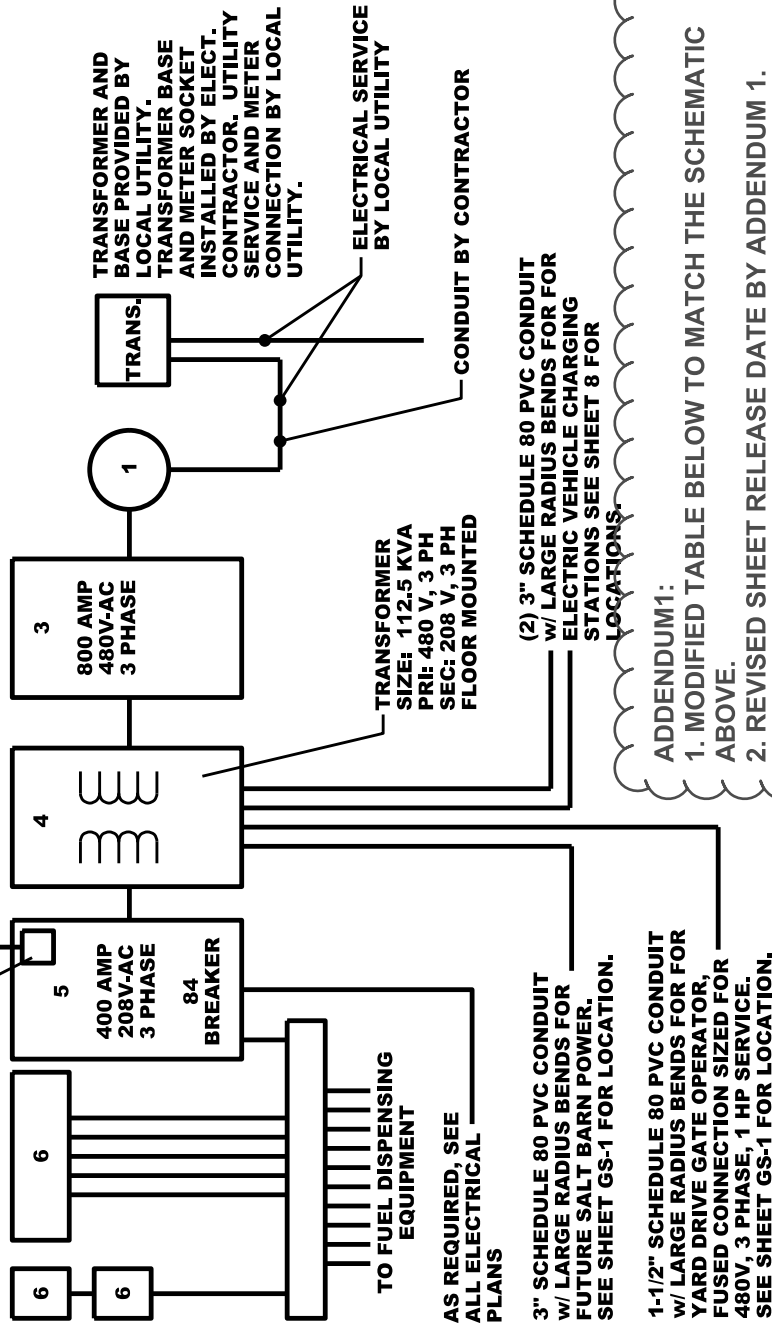 TRANSFORMER AND
BASE PROVIDED BY
LOCAL UTILITY.
TRANSFORMER BASE
AND METER SOCKET
INSTALLED BY ELECT.
CONTRACTOR.  UTILITY
SERVICE AND METER
CONNECTION BY LOCAL
UTILITY.
TRANS.
ELECTRICAL SERVICE
BY LOCAL UTILITY
CONDUIT BY CONTRACTOR
1
3
800 AMP
480V-AC
3 PHASE
4
TRANSFORMER
SIZE: 112.5 KVA
PRI: 480 V, 3 PH
SEC: 208 V, 3 PH
FLOOR MOUNTED
(2) 3" SCHEDULE 80 PVC CONDUIT
w/ LARGE RADIUS BENDS FOR FOR
ELECTRIC VEHICLE CHARGING
STATIONS SEE SHEET 8 FOR
LOCATIONS.
5
400 AMP
208V-AC
3 PHASE
84
BREAKER
6
6
6
TO FUEL DISPENSING
EQUIPMENT
AS REQUIRED, SEE
ALL ELECTRICAL
PLANS
3" SCHEDULE 80 PVC CONDUIT
w/ LARGE RADIUS BENDS FOR
FUTURE SALT BARN POWER.
SEE SHEET GS-1 FOR LOCATION.
1-1/2" SCHEDULE 80 PVC CONDUIT
w/ LARGE RADIUS BENDS FOR FOR
YARD DRIVE GATE OPERATOR,
FUSED CONNECTION SIZED FOR
480V, 3 PHASE, 1 HP SERVICE.
SEE SHEET GS-1 FOR LOCATION.
ADDENDUM1:
1. MODIFIED TABLE BELOW TO MATCH THE SCHEMATIC
ABOVE.
2. REVISED SHEET RELEASE DATE BY ADDENDUM 1.